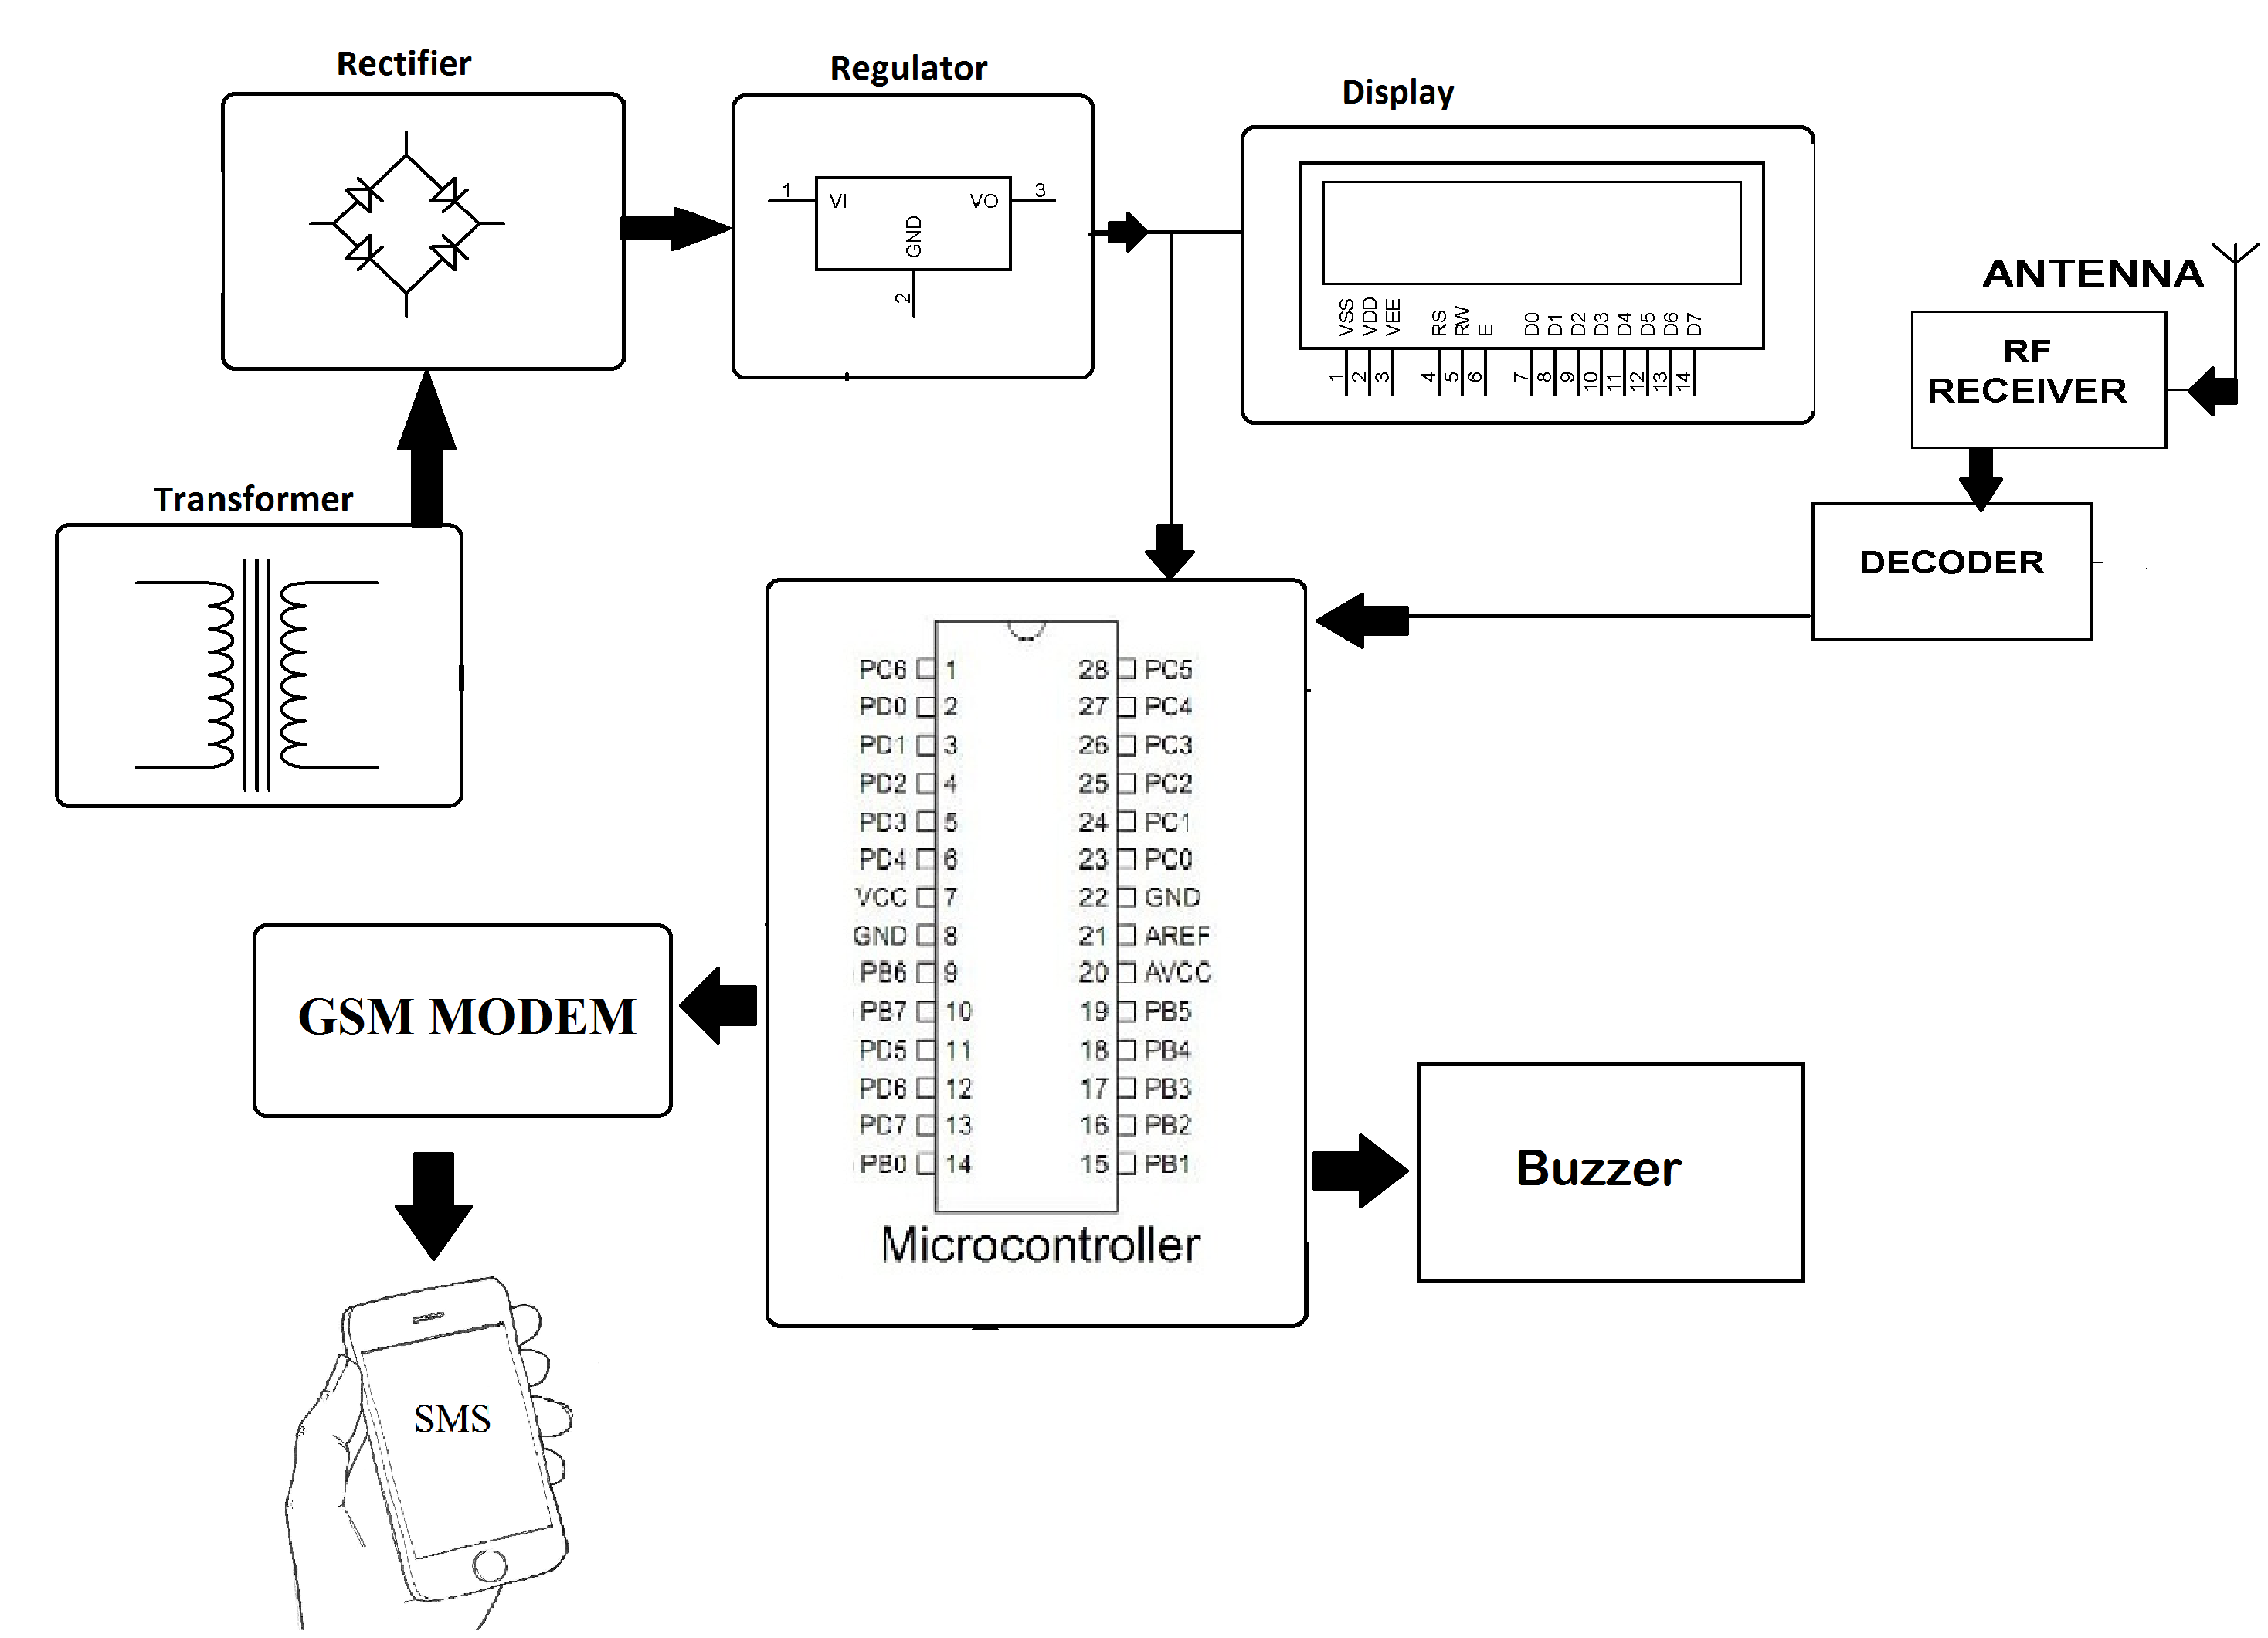 Rectifier
Regulator
Display
1
VI
VO
3
GND
2
VSS
VDD
VEE
RS
RW
E
D0
D1
D2
D3
D4
D5
D6
D7
1
2
3
4
5
6
7
8
9
10
11
12
13
14
ANTENNA
RF
RECEIVER
DECODER
Transformer
PC6 1 28 PC5
PD0 2 27 PC4
PD1 3 26 PC3
PD2 4 25 PC2
PD3 5 24 PC1
PD4 6 23 PC0
VCC 7 22 GND
GND 8 21 AREF
PB6 9 20 AVCC
PB7 10 19 PB5
PD5 11 18 PB4
PD6 12 17 PB3
PD7 13 16 PB2
PB0 14 15 PB1
Microcontroller
GSM MODEM
Buzzer
SMS